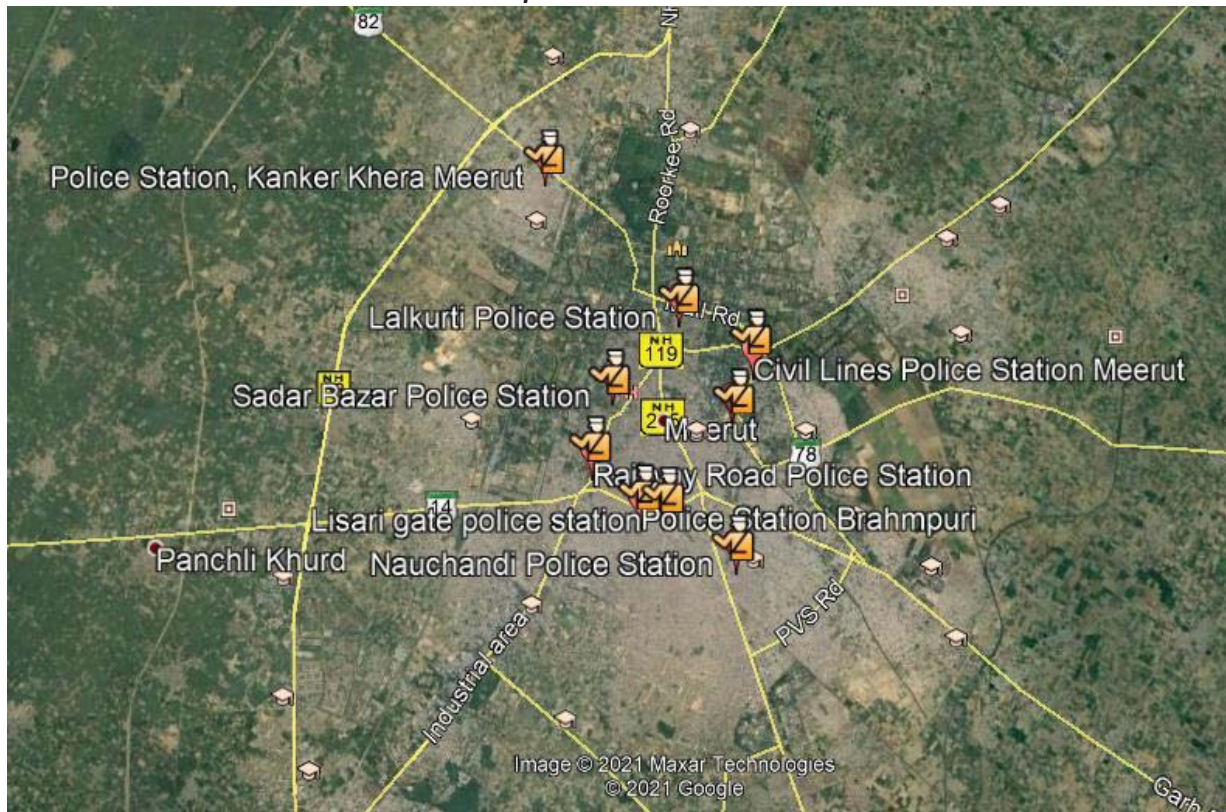 82
Roorkee Rd
Police Station, Kanker Khera Meerut
Rd
Lalkurti Police Station
NH
119
Civil Lines Police Station Meerut
NH
Sadar Bazar Police Station
NH
Meerut
78
Road Police Station
14
Lisari gate police station
Police Station Brahmpuri
Panchli Khurd
Nauchandi Police Station
PVS Rd
Industrial area
Image © 2021 Maxar Technologies
© 2021 Google